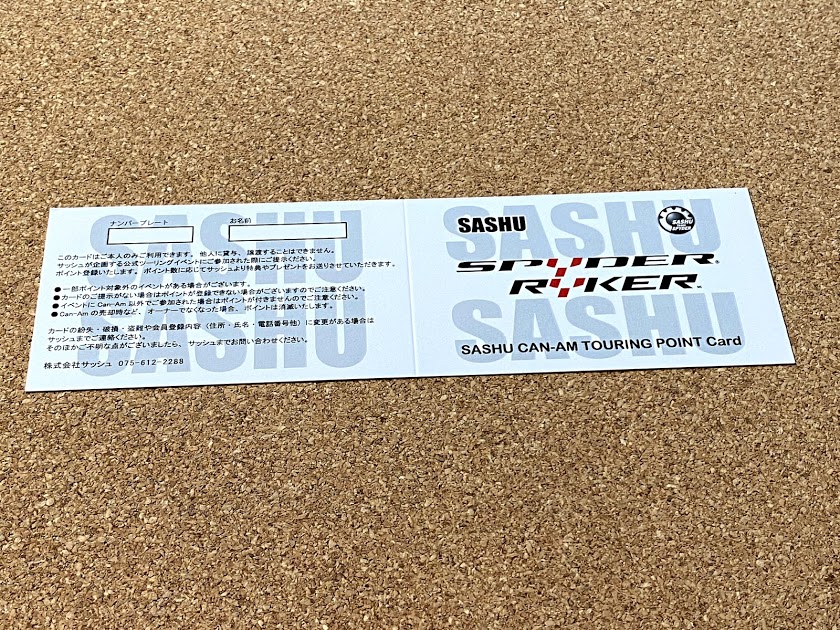 ナンバープレート
お名前
このカードはご本人のみご利用できます。他人に貸与、譲渡することはできません。
サッシュが企画する公式ツーリングイベントにご参加された際にご提示ください。
ポイント登録いたします。ポイント数に応じてサッシュより特典やプレゼントをお送りさせていただきます。
●一部ポイント対象外のイベントがある場合がございます。
●カードのご提示がない場合はポイントが登録できない場合がございますのでご注意ください。
●イベントに Can-Am 以外でご参加された場合はポイントが付きませんのでご注意ください。
●Can-Am の売却時など、オーナーでなくなった場合、ポイントは消滅いたします。
カードの紛失・破損・盗難や会員登録内容（住所・氏名・電話番号他）に変更がある場合は
サッシュまでご連絡ください。
そのほかご不明な点がございましたら、サッシュまでお問い合わせください。
株式会社サッシュ 075-612-2288
SASHU
SASHU
SASHU
SASHU
SASHU
SASHU
SPYDER
SPYDER®
RYKER™
SASHU CAN-AM TOURING POINT Card